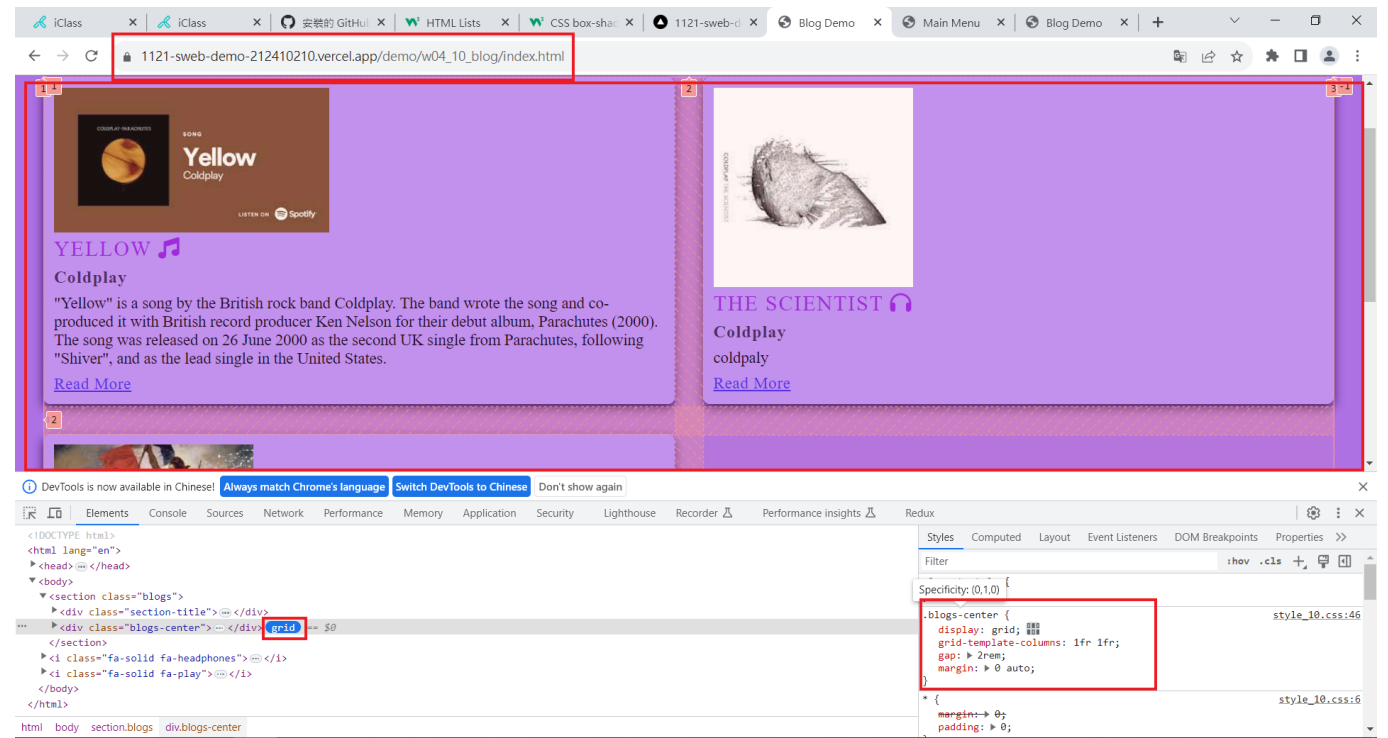 iClass
iClass
安裝的 GitHu
HTML Lists
CSS box-shac
1121-sweb-d
Blog Demo
Main Menu
Blog Demo
1121-sweb-demo-212410210.vercel.app/demo/w04_10_blog/index.html
1 1
2
3 -1
COLDPLAY·PARACHUTES
SONG
Yellow
Coldplay
LISTEN ON Spotify
YELLOW
Coldplay
"Yellow" is a song by the British rock band Coldplay. The band wrote the song and co-
produced it with British record producer Ken Nelson for their debut album, Parachutes (2000).
The song was released on 26 June 2000 as the second UK single from Parachutes, following
"Shiver", and as the lead single in the United States.
Read More
COLDPLAY THE SCIENTIST
THE SCIENTIST
Coldplay
coldpaly
Read More
2
DevTools is now available in Chinese! Always match Chrome's language Switch DevTools to Chinese Don't show again
Elements Console Sources Network Performance Memory Application Security Lighthouse Recorder Performance insights Redux
<!DOCTYPE html>
<html lang="en">
<head> … </head>
<body>
<section class="blogs">
<div class="section-title"> … </div>
… <div class="blogs-center"> … </div> grid == $0
</section>
<i class="fa-solid fa-headphones"> … </i>
<i class="fa-solid fa-play"> … </i>
</body>
</html>
html body section.blogs div.blogs-center
Styles Computed Layout Event Listeners DOM Breakpoints Properties
Filter :hov .cls
{
Specificity: (0,1,0)
.blogs-center { style_10.css:46
display: grid;
grid-template-columns: 1fr 1fr;
gap: 2rem;
margin: 0 auto;
}
* { style_10.css:6
margin: 0;
padding: 0;